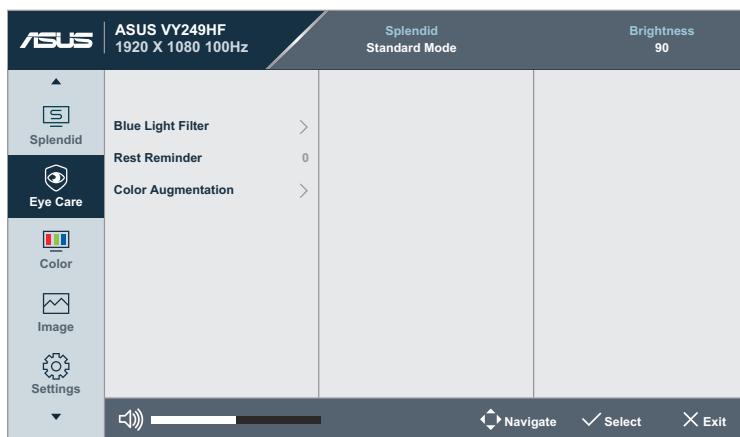 ASUS
ASUS VY249HF
1920 X 1080 100Hz
Splendid
Standard Mode
Brightness
90
Splendid
Eye Care
Color
Image
Settings
Blue Light Filter
Rest Reminder 0
Color Augmentation
Navigate
Select
Exit